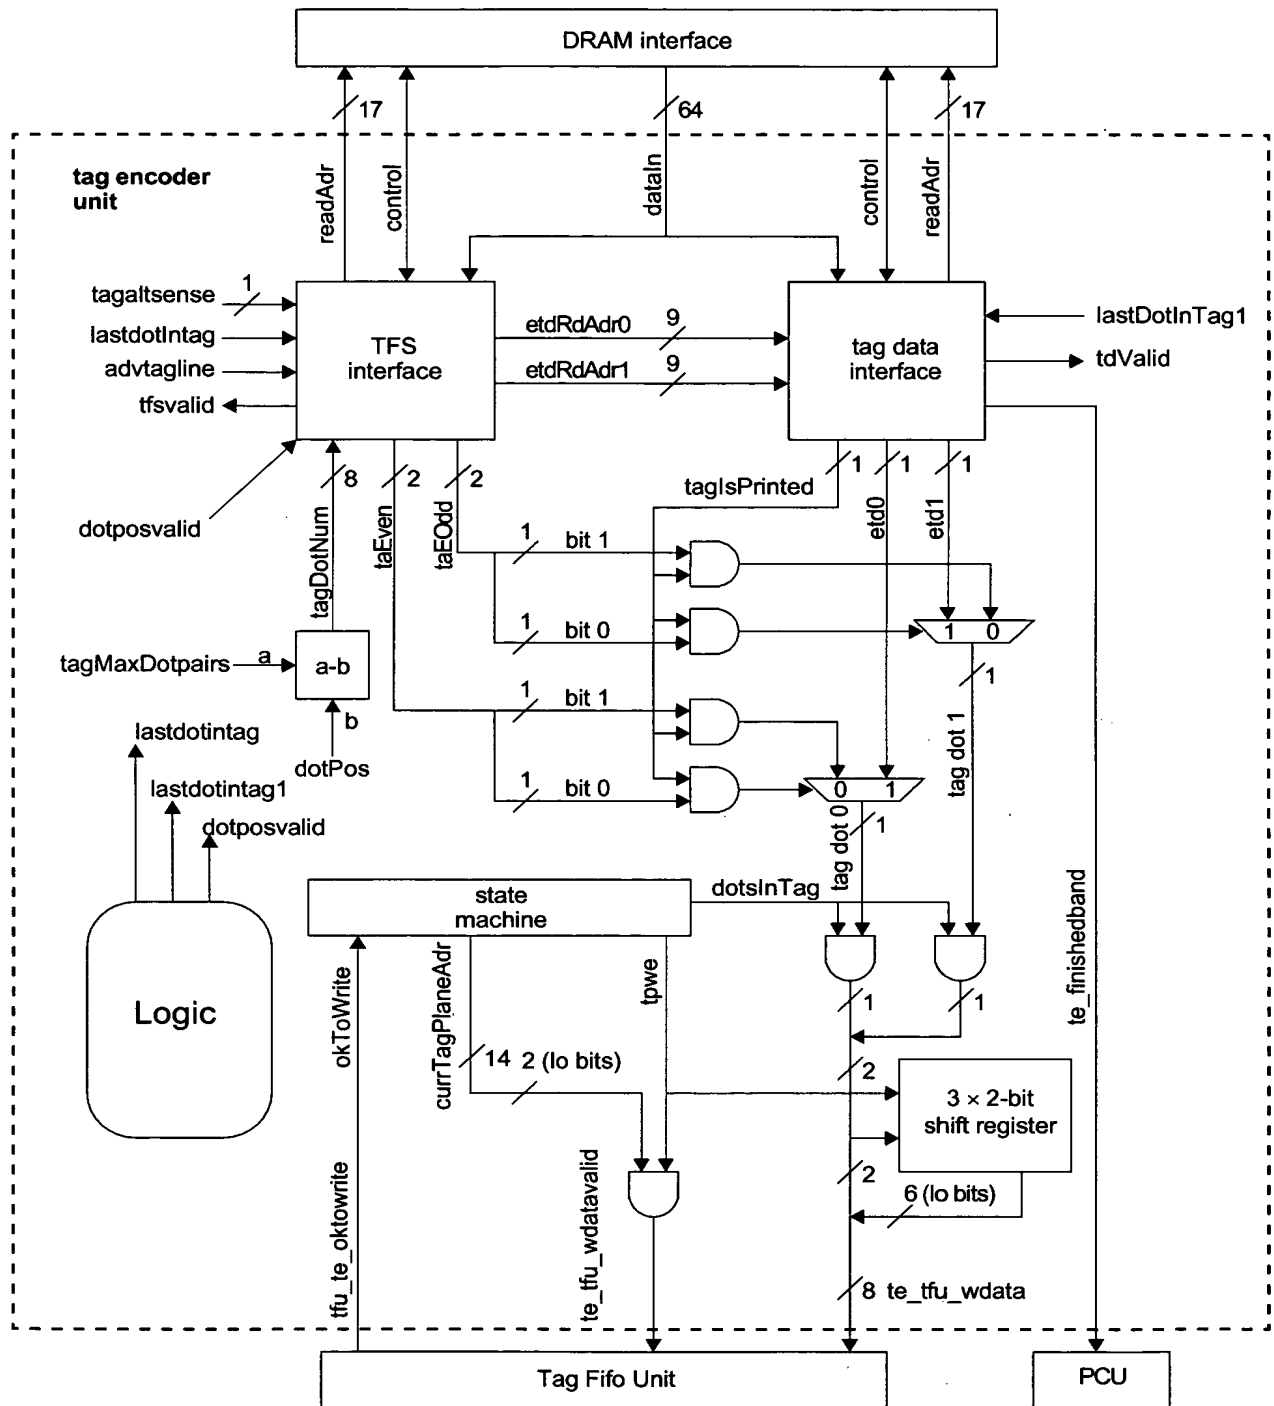 DRAM interface
17
64
17
tag encoder
unit
readAdr
control
dataIn
control
readAdr
tagaltsense
1
lastdotIntag
advtagline
tfsvalid
TFS
interface
etdRdAdr0
9
etdRdAdr1
9
tag data
interface
lastDotInTag1
tdValid
dotposvalid
8
2
2
tagIsPrinted
1
1
1
tagDotNum
taEven
taEOdd
etd0
etd1
1
bit 1
1
bit 0
1 0
1
tagMaxDotpairs
a
a-b
b
dotPos
1
bit 1
1
bit 0
0 1
1
tag dot 0
tag dot 1
lastdotintag
lastdotintag1
dotposvalid
Logic
state
machine
dotsInTag
okToWrite
currTagPlaneAdr
tpwe
1
1
te_finishedband
14
2 (lo bits)
2
3 × 2-bit
shift register
2
6 (lo bits)
tfu_te_oktowrite
te_tfu_wdatavalid
8 te_tfu_wdata
Tag Fifo Unit
PCU